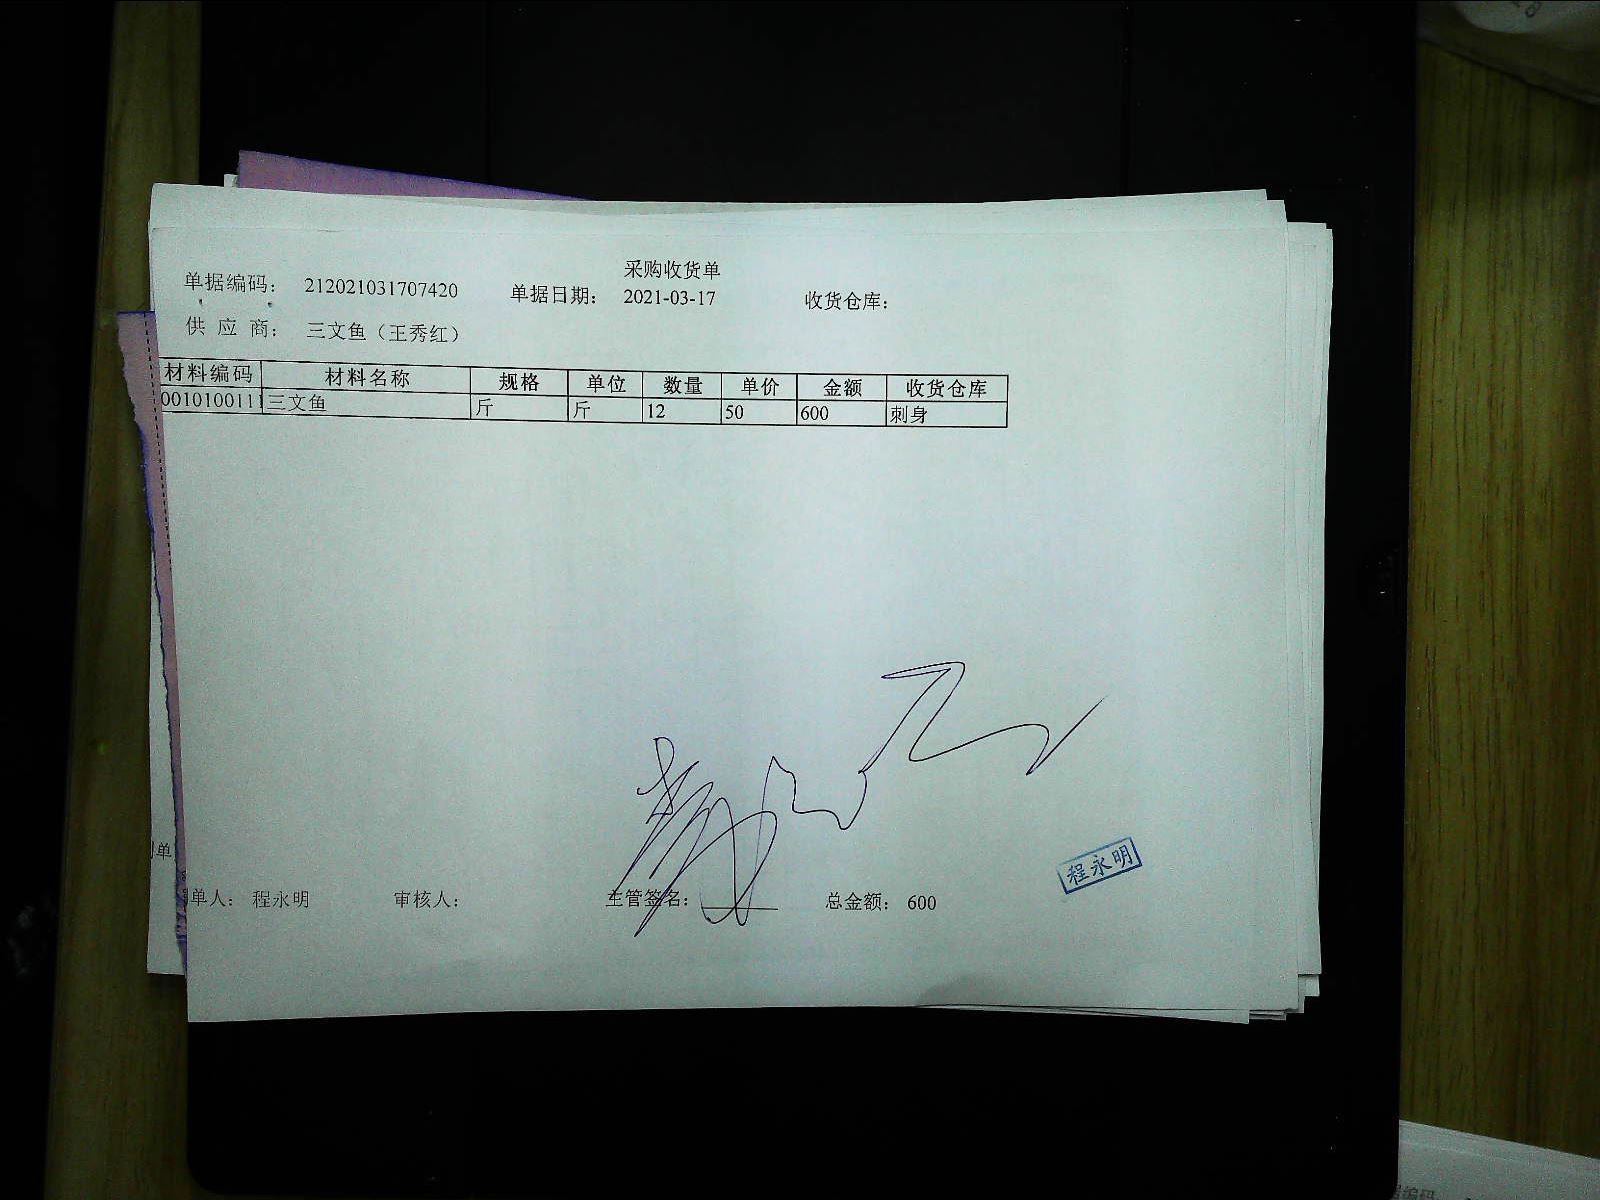 采购收货单
单据编码： 212021031707420 单据日期： 2021-03-17 收货仓库：
供 应 商： 三文鱼（王秀红）
材料编码 材料名称 规格 单位 数量 单价 金额 收货仓库
0010100111 三文鱼 斤 斤 12 50 600 刺身
程永明
单
单人： 程永明 审核人： 主管签名： 总金额： 600